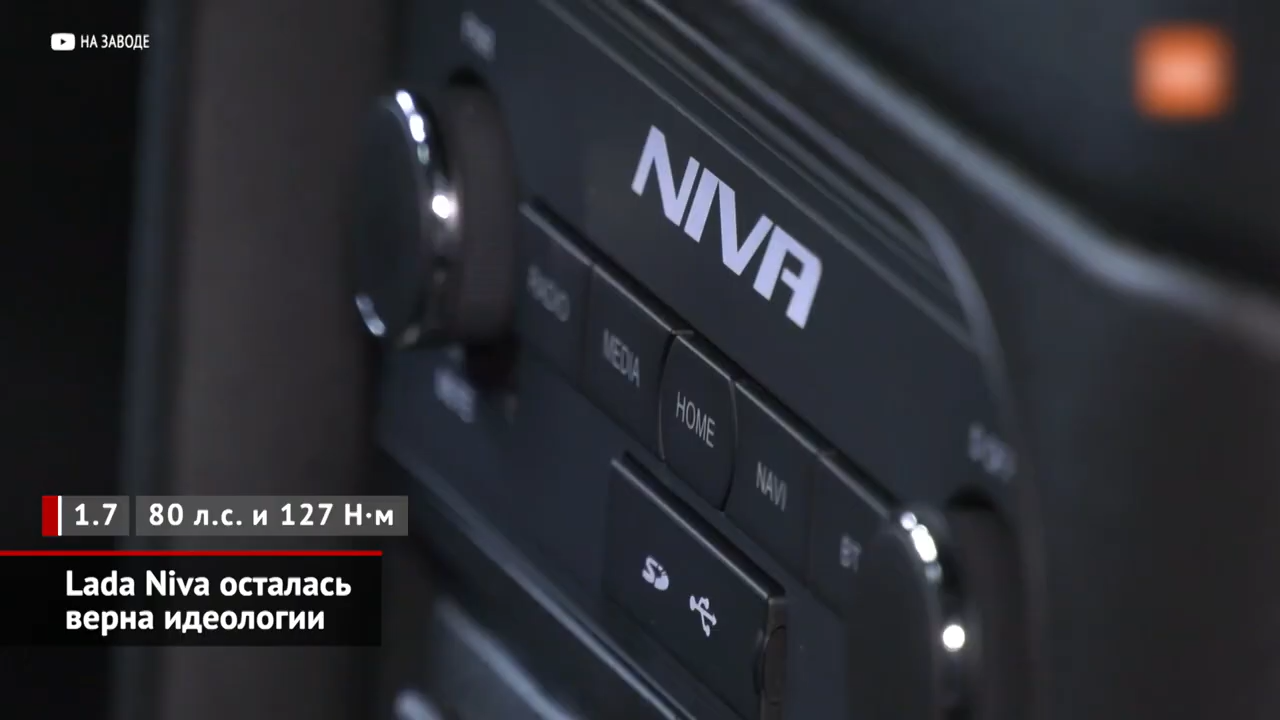 НА ЗАВОДЕ
NIVA
RADIO
MEDIA
HOME
NAVI
BT
1.7
80 л.с. и 127 Н·м
Lada Niva осталась
верна идеологии